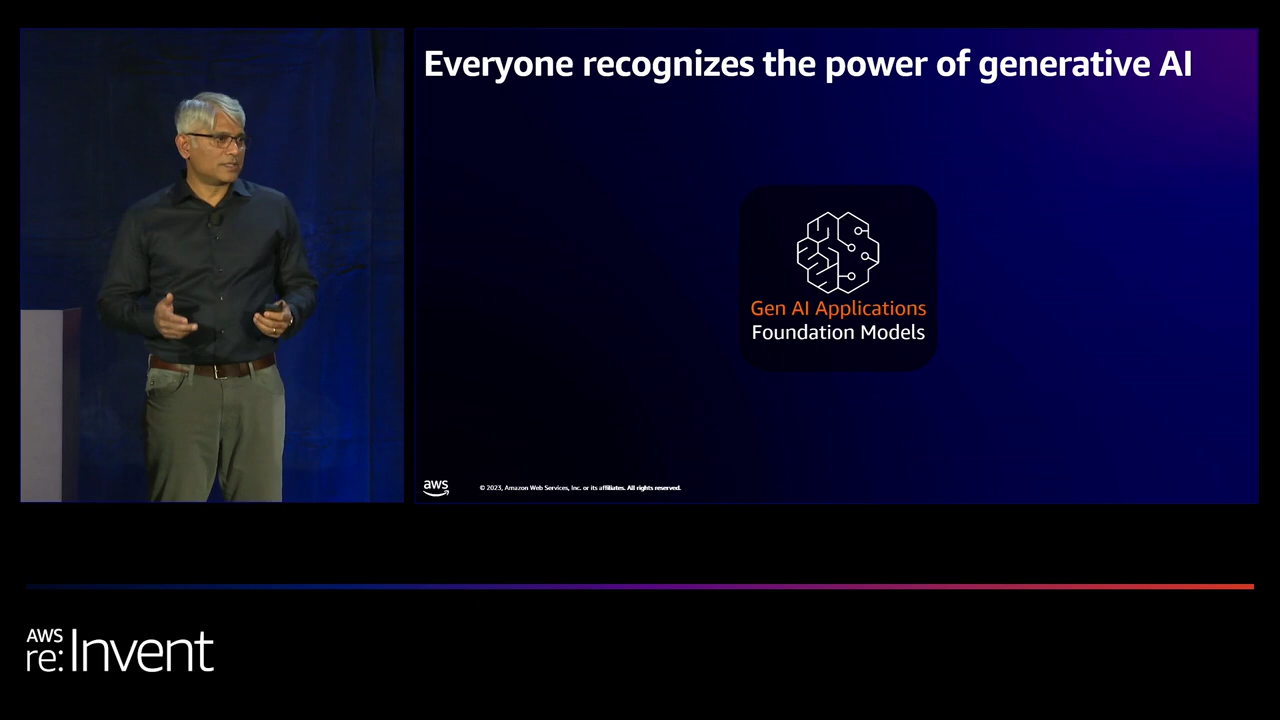 Everyone recognizes the power of generative AI
Gen AI Applications
Foundation Models
aws
© 2023, Amazon Web Services, Inc. or its affiliates. All rights reserved.
AWS
re:Invent